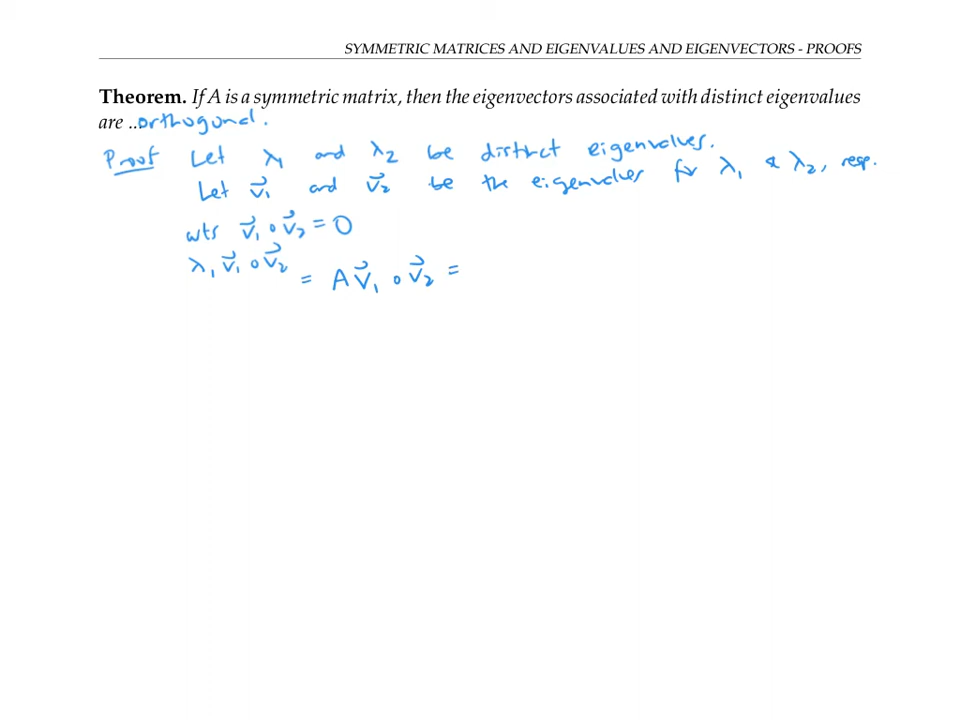 SYMMETRIC MATRICES AND EIGENVALUES AND EIGENVECTORS - PROOFS
Theorem. If A is a symmetric matrix, then the eigenvectors associated with distinct eigenvalues
are ..orthogonal.
Proof Let λ₁ and λ₂ be distinct eigenvalues.
Let v⃗₁ and v⃗₂ be the eigenvalues for λ₁ & λ₂, resp.
wts v⃗₁ ∘ v⃗₂ = 0
λ₁ v⃗₁ ∘ v⃗₂ = A v⃗₁ ∘ v⃗₂ =